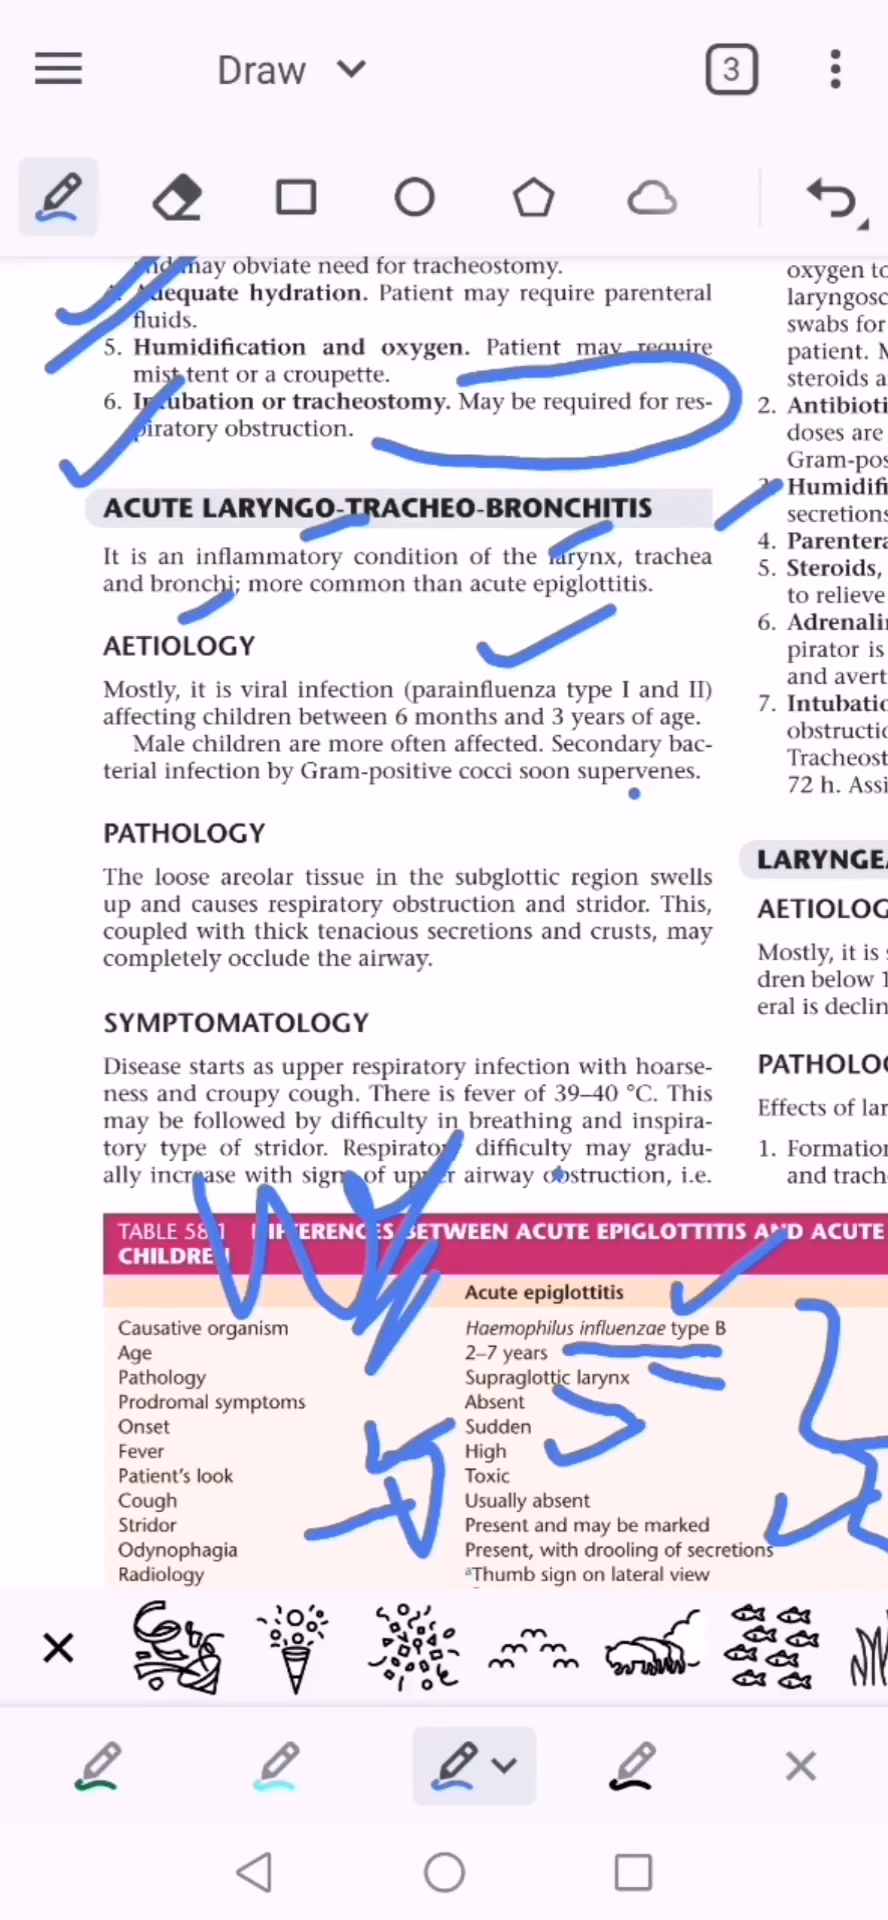 Draw
3
and may obviate need for tracheostomy.
4. Adequate hydration. Patient may require parenteral
fluids.
5. Humidification and oxygen. Patient may require
mist tent or a croupette.
6. Intubation or tracheostomy. May be required for res-
piratory obstruction.
ACUTE LARYNGO-TRACHEO-BRONCHITIS
It is an inflammatory condition of the larynx, trachea
and bronchi; more common than acute epiglottitis.
AETIOLOGY
Mostly, it is viral infection (parainfluenza type I and II)
affecting children between 6 months and 3 years of age.
Male children are more often affected. Secondary bac-
terial infection by Gram-positive cocci soon supervenes.
PATHOLOGY
The loose areolar tissue in the subglottic region swells
up and causes respiratory obstruction and stridor. This,
coupled with thick tenacious secretions and crusts, may
completely occlude the airway.
SYMPTOMATOLOGY
Disease starts as upper respiratory infection with hoarse-
ness and croupy cough. There is fever of 39–40 °C. This
may be followed by difficulty in breathing and inspira-
tory type of stridor. Respiratory difficulty may gradu-
ally increase with signs of upper airway obstruction, i.e.
oxygen to
laryngosc
swabs for
patient. M
steroids a
2. Antibioti
doses are
Gram-pos
3. Humidifi
secretions
4. Parentera
5. Steroids,
to relieve
6. Adrenalin
pirator is
and avert
7. Intubatio
obstructio
Tracheost
72 h. Assi
LARYNGEA
AETIOLOG
Mostly, it is s
dren below 1
eral is declin
PATHOLOG
Effects of lar
1. Formation
and trach
TABLE 58.1 DIFFERENCES BETWEEN ACUTE EPIGLOTTITIS AND ACUTE
CHILDREN
Acute epiglottitis
Causative organism Haemophilus influenzae type B
Age 2–7 years
Pathology Supraglottic larynx
Prodromal symptoms Absent
Onset Sudden
Fever High
Patient's look Toxic
Cough Usually absent
Stridor Present and may be marked
Odynophagia Present, with drooling of secretions
Radiology ᵃThumb sign on lateral view